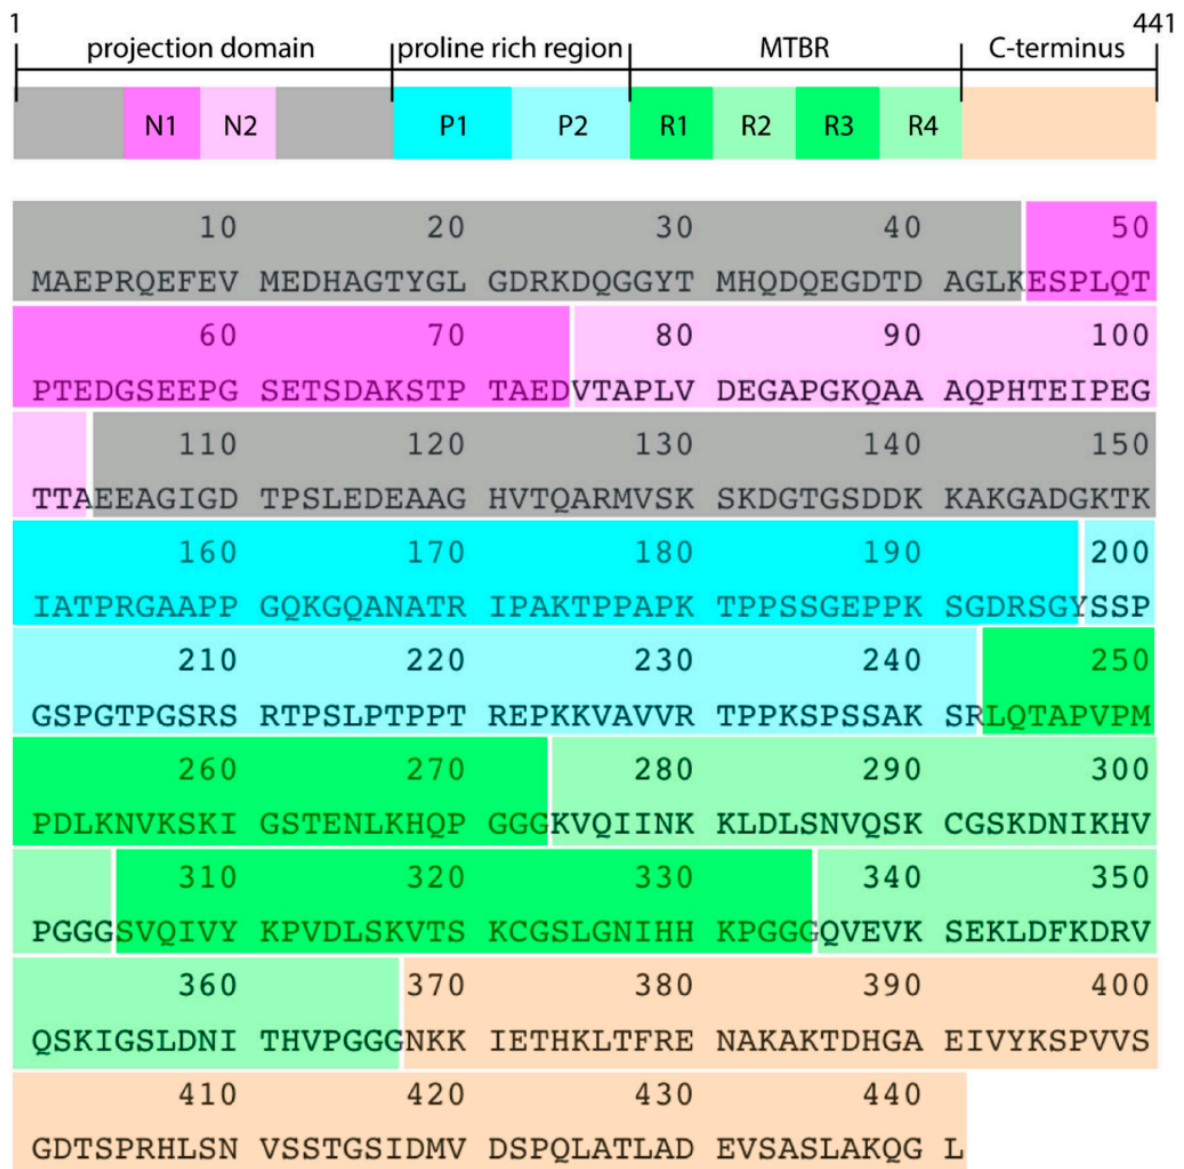 1 441
projection domain proline rich region MTBR C-terminus
N1 N2 P1 P2 R1 R2 R3 R4
10 20 30 40 50
MAEPRQEFEV MEDHAGTYGL GDRKDQGGYT MHQDQEGDTD AGLKESPLQT
60 70 80 90 100
PTEDGSEEPG SETSDAKSTP TAEDVTAPLV DEGAPGKQAA AQPHTEIPEG
110 120 130 140 150
TTAEEAGIGD TPSLEDEAAG HVTQARMVSK SKDGTGSDDK KAKGADGKTK
160 170 180 190 200
IATPRGAAPP GQKGQANATR IPAKTPPAPK TPPSSGEPPK SGDRSGYSSP
210 220 230 240 250
GSPGTPGSRS RTPSLPTPPT REPKKVAVVR TPPKSPSSAK SRLQTAPVPM
260 270 280 290 300
PDLKNVKSKI GSTENLKHQP GGGKVQIINK KLDLSNVQSK CGSKDNIKHV
310 320 330 340 350
PGGGSVQIVY KPVDLSKVTS KCGSLGNIHH KPGGGQVEVK SEKLDFKDRV
360 370 380 390 400
QSKIGSLDNI THVPGGGNKK IETHKLTFRE NAKAKTDHGA EIVYKSPVVS
410 420 430 440
GDTSPRHLSN VSSTGSIDMV DSPQLATLAD EVSASLAKQG L